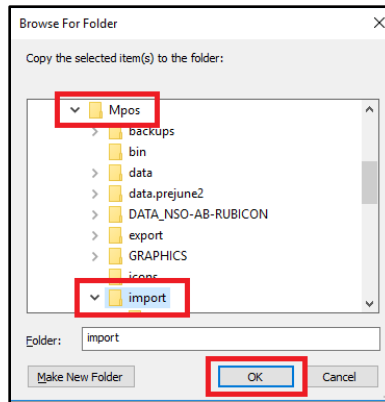 Browse For Folder
Copy the selected item(s) to the folder:
Mpos
backups
bin
data
data.prejune2
DATA_NSO-AB-RUBICON
export
GRAPHICS
icons
import
Folder: import
Make New Folder OK Cancel